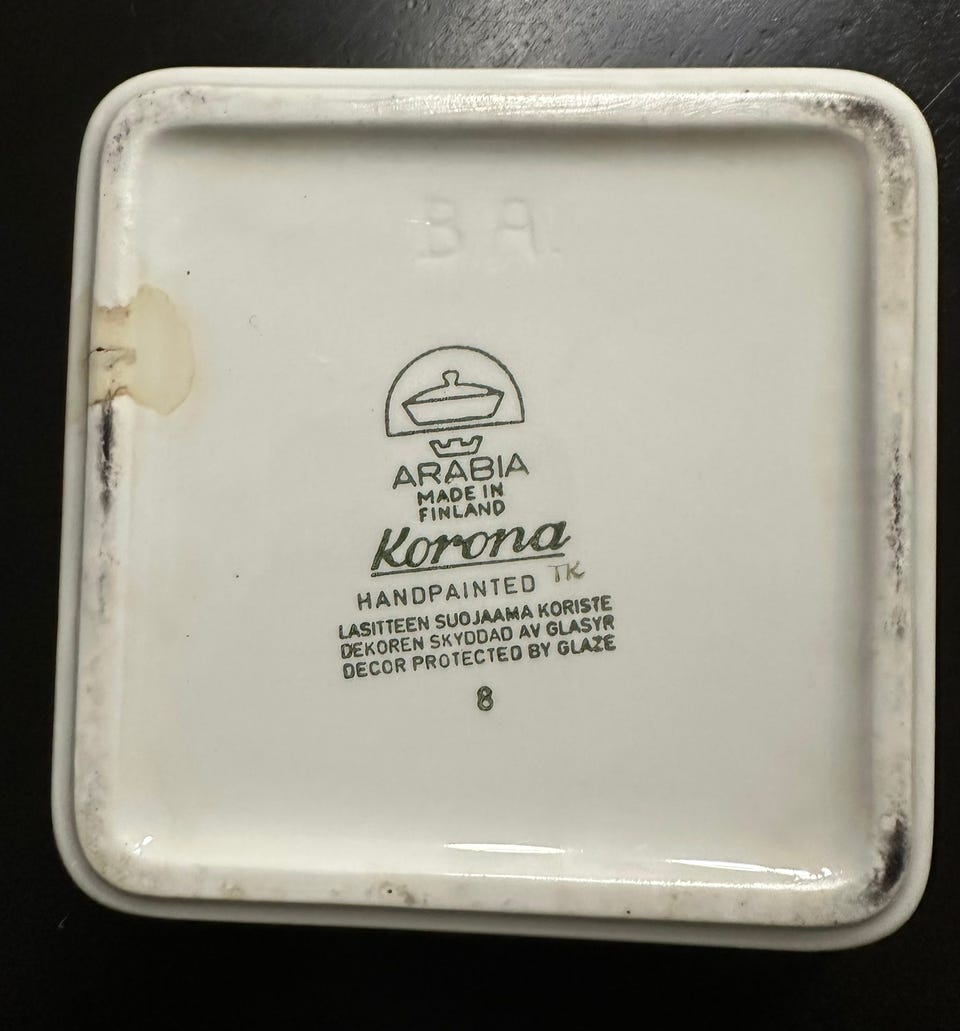 B A.
ARABIA
MADE IN
FINLAND
Korona
HANDPAINTED TK
LASITTEEN SUOJAAMA KORISTE
DEKOREN SKYDDAD AV GLASYR
DECOR PROTECTED BY GLAZE
8